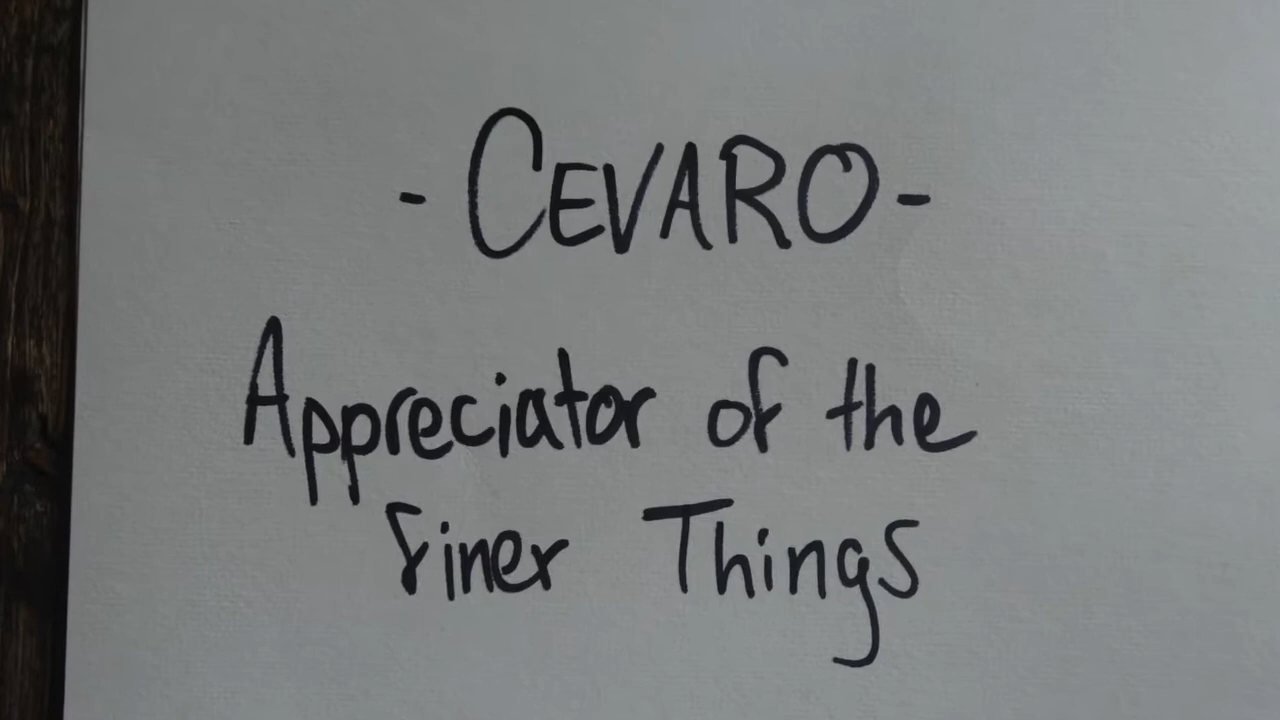 - CEVARO -
Appreciator of the
finer Things